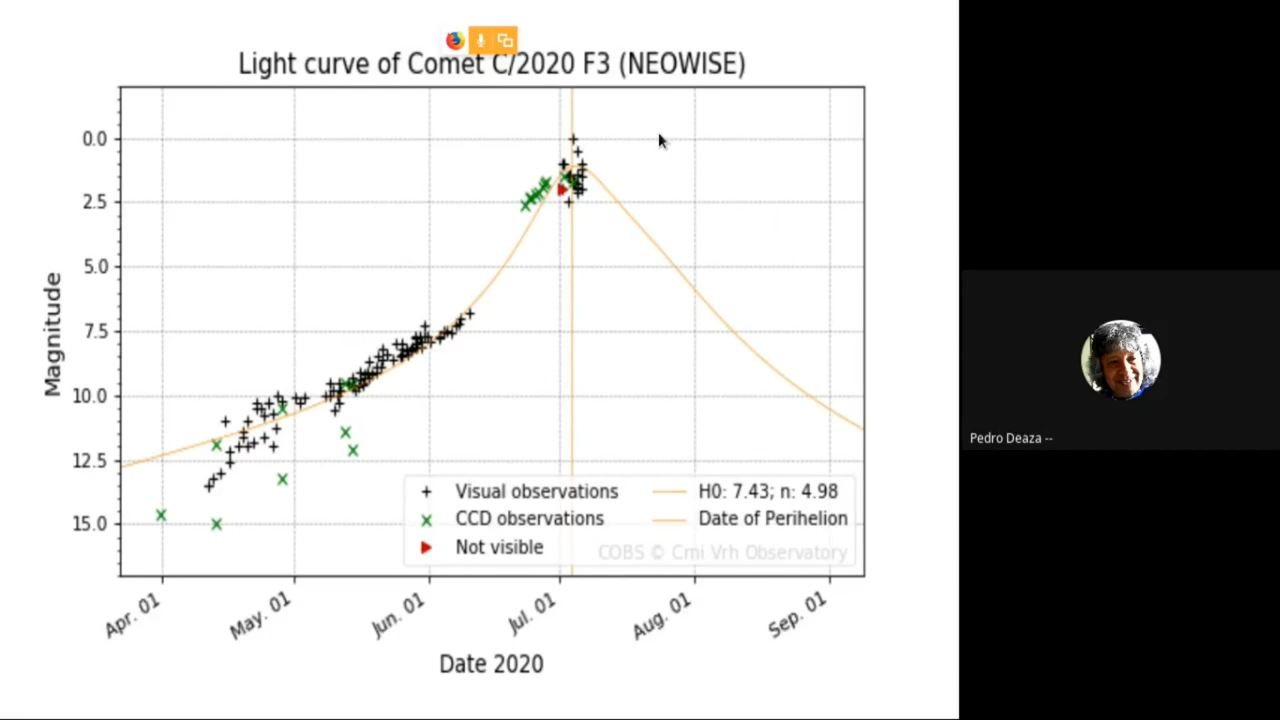 Light curve of Comet C/2020 F3 (NEOWISE)
0.0
2.5
5.0
7.5
10.0
12.5
15.0
Magnitude
Visual observations
CCD observations
Not visible
H0: 7.43; n: 4.98
Date of Perihelion
COBS © Crni Vrh Observatory
Apr. 01
May. 01
Jun. 01
Jul. 01
Aug. 01
Sep. 01
Date 2020
Pedro Deaza --